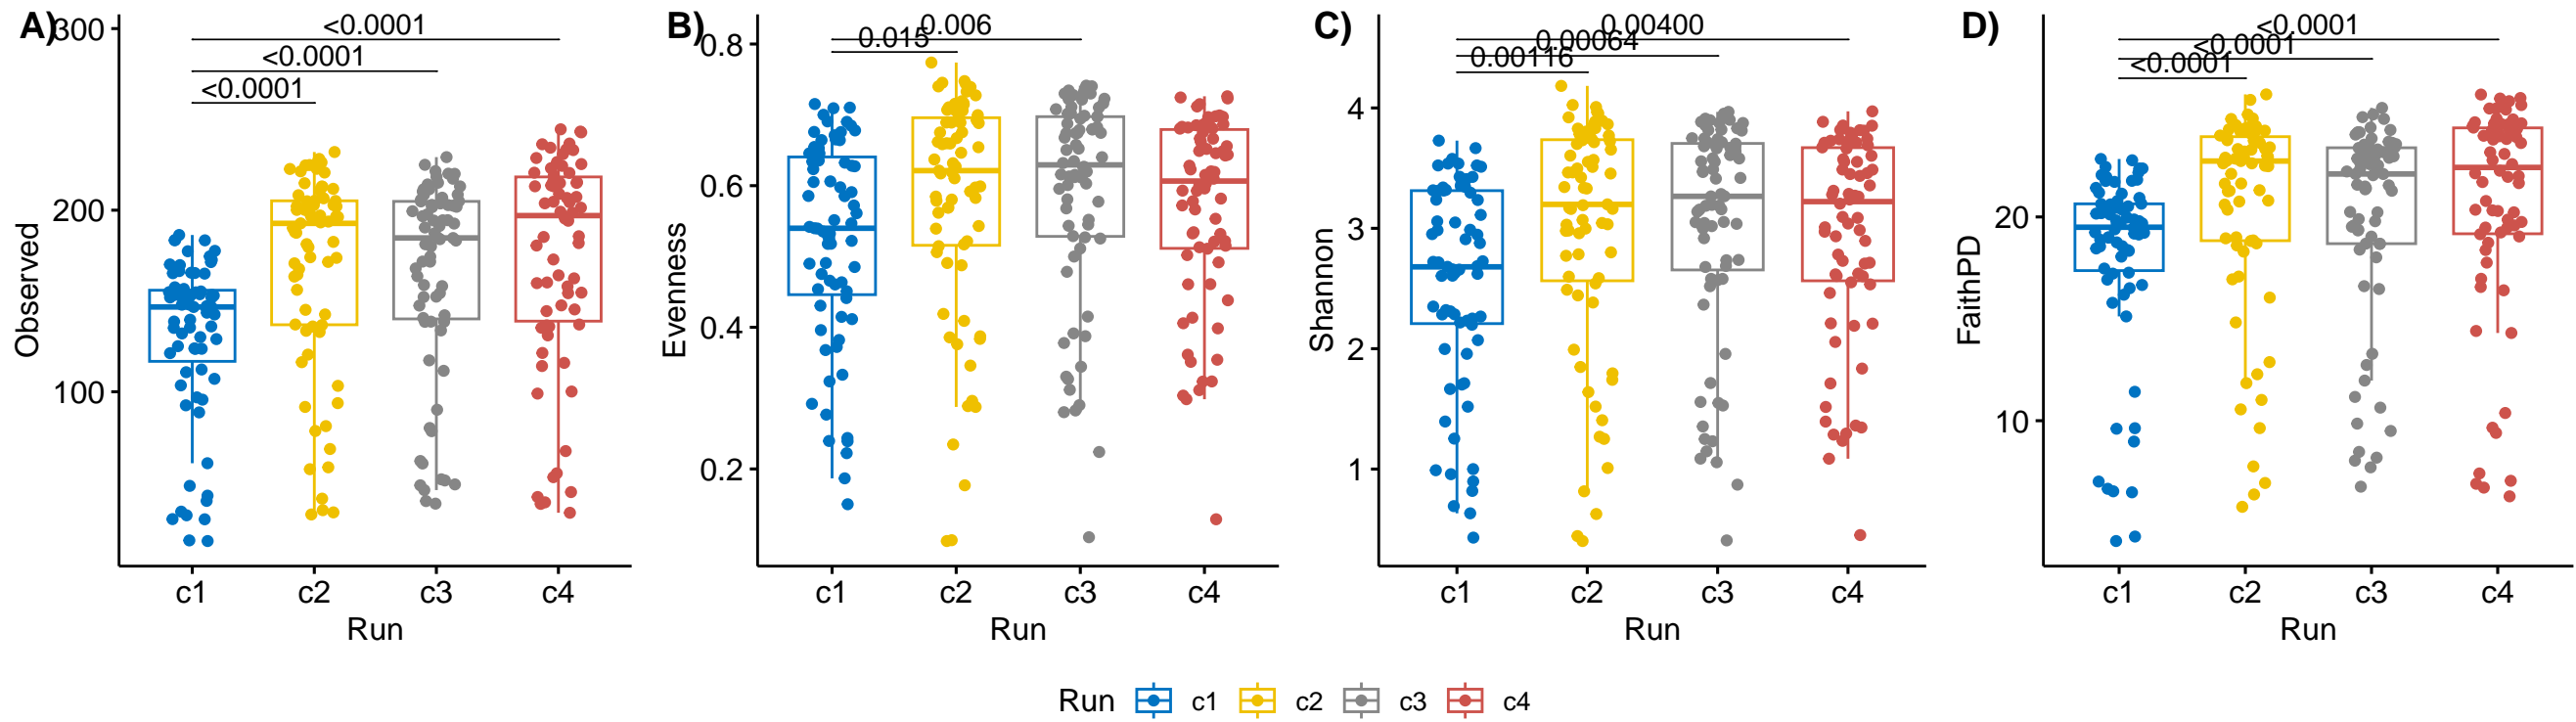 A)
300
200
100
Observed
<0.0001
<0.0001
<0.0001
c1 c2 c3 c4
Run
B)
0.8
0.6
0.4
0.2
Evenness
0.006
0.015
c1 c2 c3 c4
Run
C)
4
3
2
1
Shannon
0.00400
0.00064
0.00116
c1 c2 c3 c4
Run
D)
20
10
FaithPD
<0.0001
<0.0001
<0.0001
c1 c2 c3 c4
Run
Run c1 c2 c3 c4